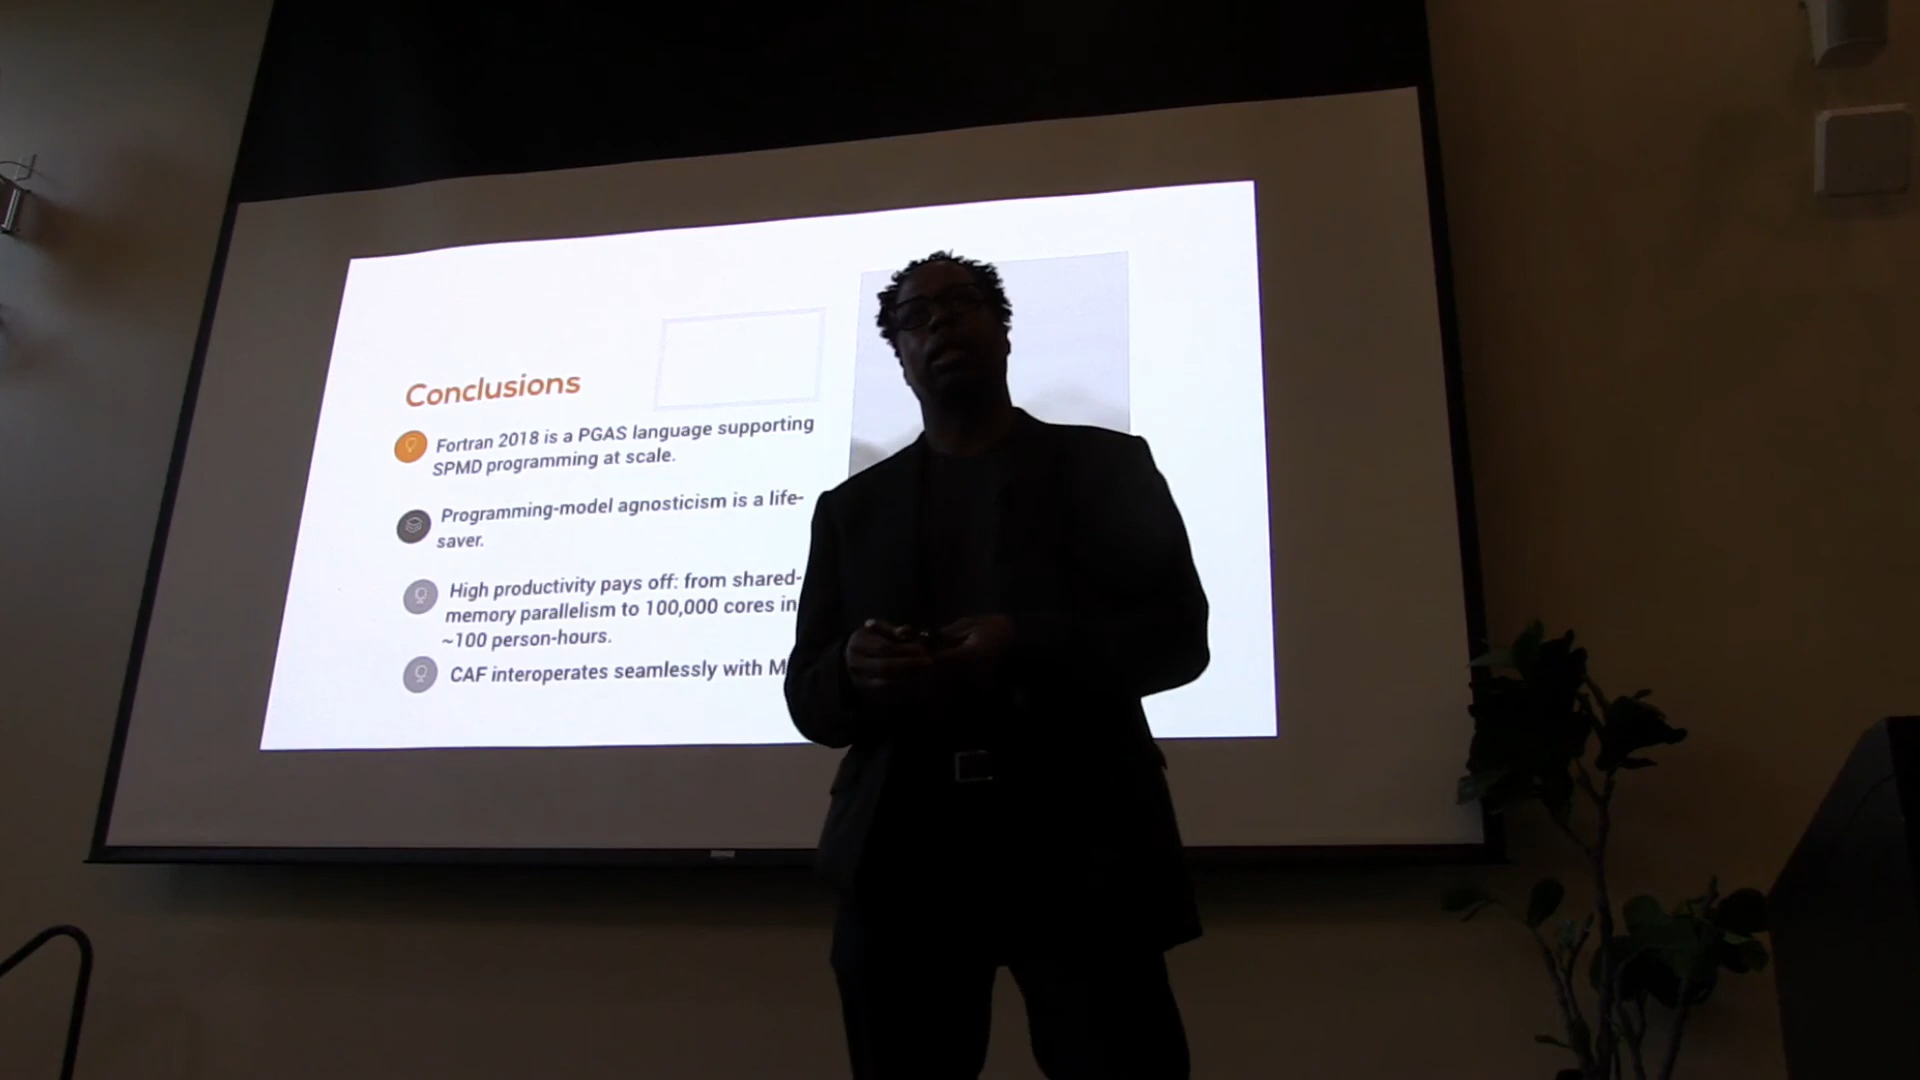 Conclusions
Fortran 2018 is a PGAS language supporting
SPMD programming at scale.
Programming-model agnosticism is a life-
saver.
High productivity pays off: from shared-
memory parallelism to 100,000 cores in
~100 person-hours.
CAF interoperates seamlessly with